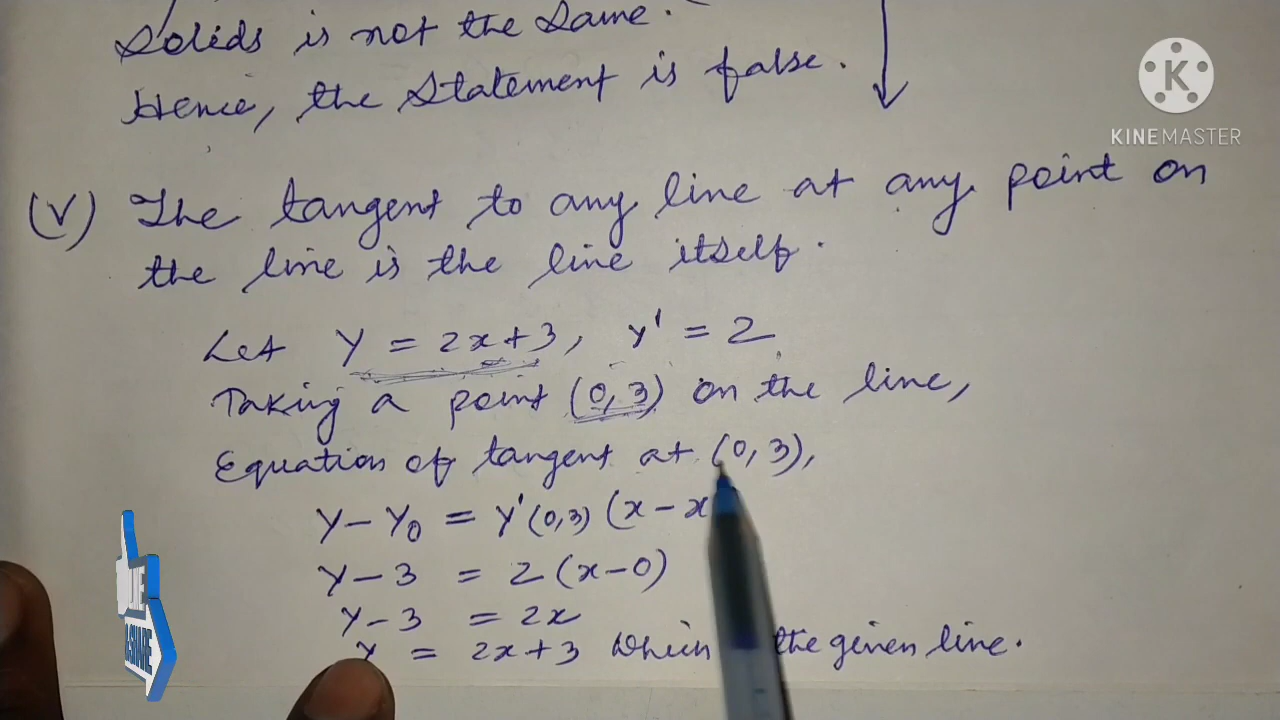 Solids is not the Same.
Hence, the Statement is false.
KINEMASTER
(V) The tangent to any line at any point on
the line is the line itself.
Let Y = 2x+3, Y' = 2
Taking a point (0,3) on the line,
Equation of tangent at (0,3),
Y - Y₀ = Y'(0,3) (x - x
Y - 3 = 2 (x-0)
Y - 3 = 2x
Y = 2x+3 which the given line.